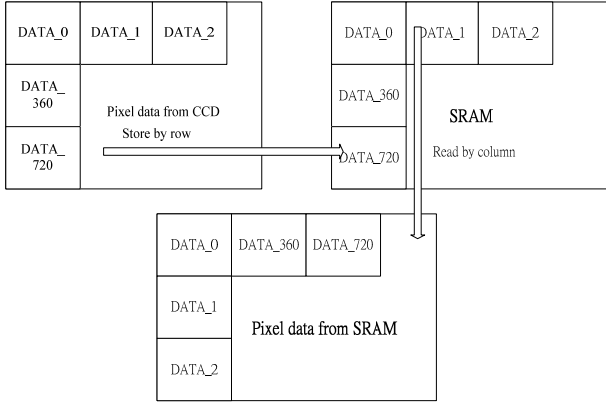 DATA_0 DATA_1 DATA_2
DATA_
360
DATA_
720
Pixel data from CCD
Store by row
DATA_0 DATA_1 DATA_2
DATA_360
DATA_720
SRAM
Read by column
DATA_0 DATA_360 DATA_720
DATA_1
DATA_2
Pixel data from SRAM